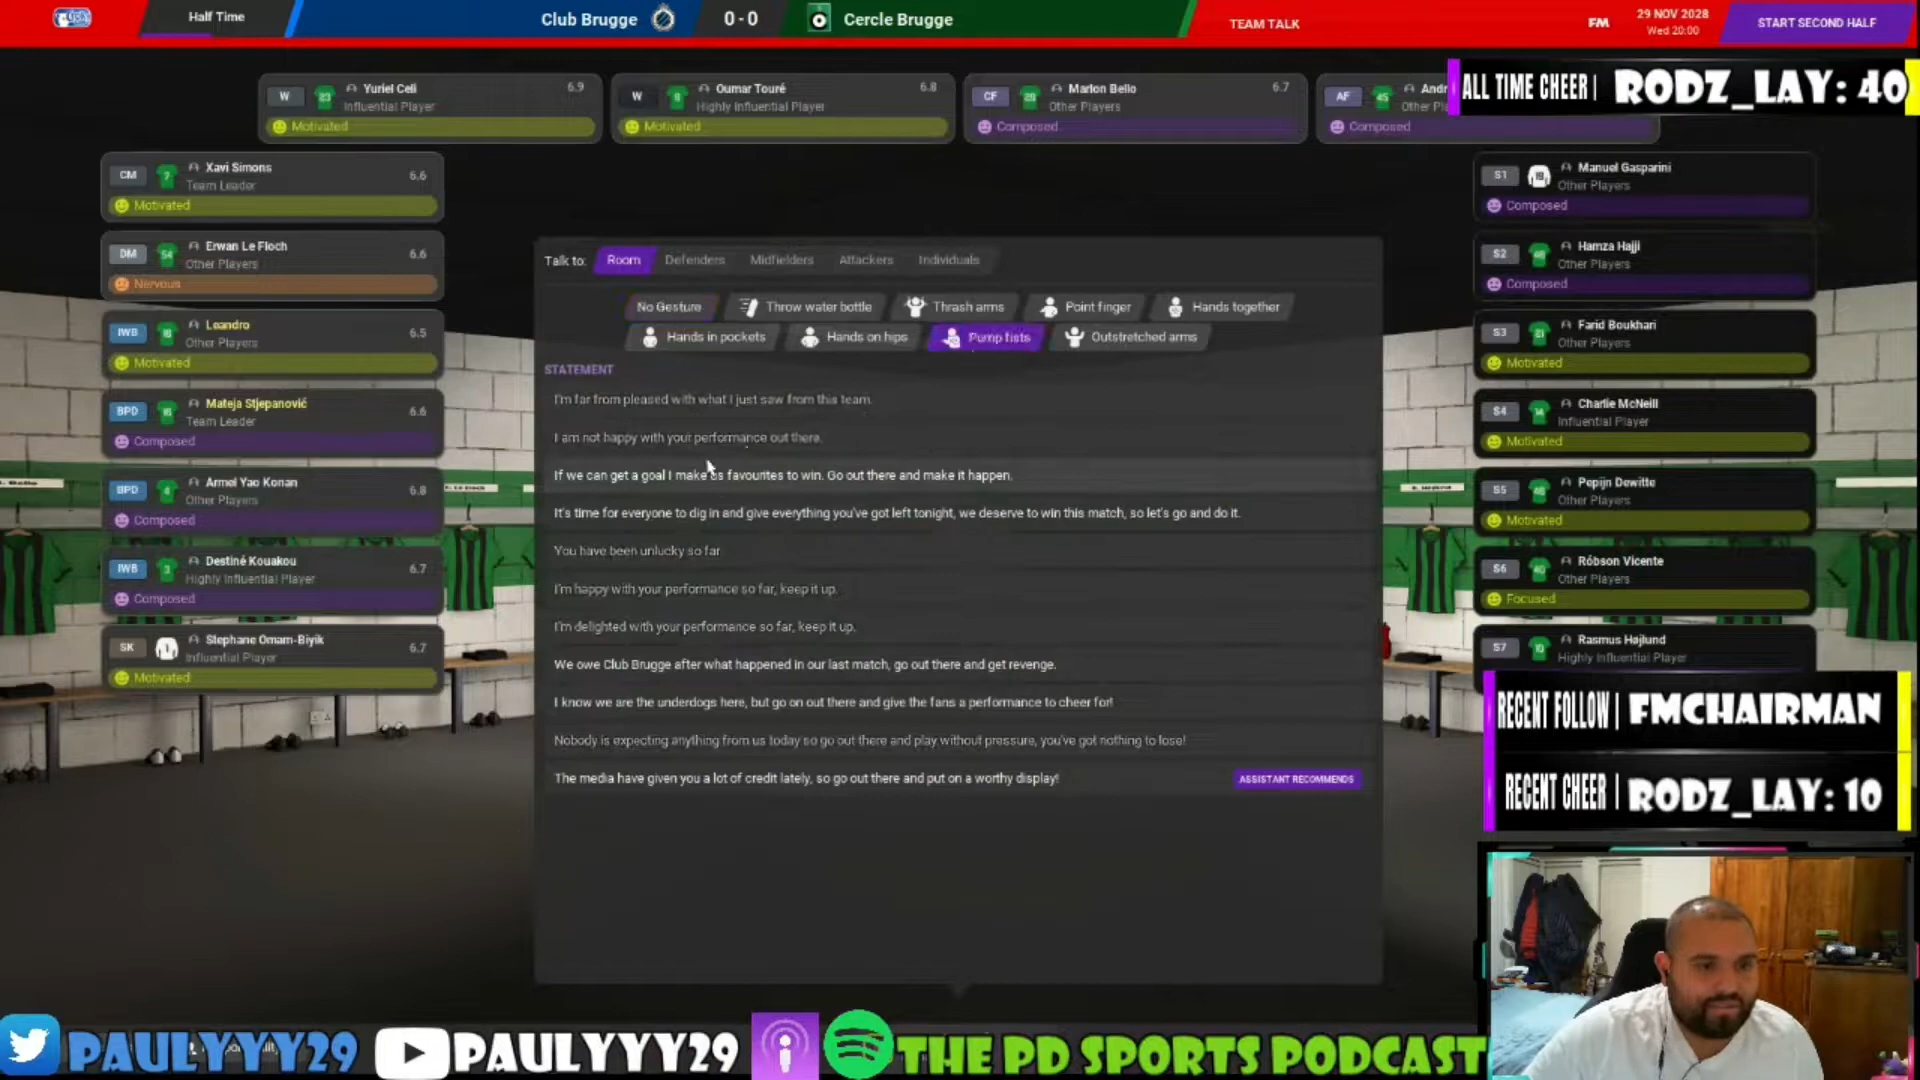 Half Time
Club Brugge
0 - 0
Cercle Brugge
TEAM TALK
FM
29 NOV 2028
Wed 20:00
START SECOND HALF
W
23
Yuriel Celi
Influential Player
6.9
Motivated
W
Oumar Touré
Highly Influential Player
6.8
Motivated
CF
Marlon Bello
Other Players
6.7
Composed
AF
45
Andr
Other
Composed
ALL TIME CHEER | RODZ_LAY: 40
CM
7
Xavi Simons
Team Leader
6.6
Motivated
DM
54
Erwan Le Floch
Other Players
6.6
Nervous
IWB
Leandro
Other Players
6.5
Motivated
BPD
Mateja Stjepanović
Team Leader
6.6
Composed
BPD
4
Armel Yao Konan
Other Players
6.8
Composed
IWB
3
Destiné Kouakou
Highly Influential Player
6.7
Composed
SK
1
Stephane Omam-Biyik
Influential Player
6.7
Motivated
Talk to:
Room
Defenders
Midfielders
Attackers
Individuals
No Gesture
Throw water bottle
Thrash arms
Point finger
Hands together
Hands in pockets
Hands on hips
Pump fists
Outstretched arms
STATEMENT
I'm far from pleased with what I just saw from this team.
I am not happy with your performance out there.
If we can get a goal I make us favourites to win. Go out there and make it happen.
It's time for everyone to dig in and give everything you've got left tonight, we deserve to win this match, so let's go and do it.
You have been unlucky so far.
I'm happy with your performance so far, keep it up.
I'm delighted with your performance so far, keep it up.
We owe Club Brugge after what happened in our last match, go out there and get revenge.
I know we are the underdogs here, but go on out there and give the fans a performance to cheer for!
Nobody is expecting anything from us today so go out there and play without pressure, you've got nothing to lose!
The media have given you a lot of credit lately, so go out there and put on a worthy display!
ASSISTANT RECOMMENDS
S1
Manuel Gasparini
Other Players
Composed
S2
Hamza Hajji
Other Players
Composed
S3
21
Farid Boukhari
Other Players
Motivated
S4
14
Charlie McNeill
Influential Player
Motivated
S5
Pepijn Dewitte
Other Players
Motivated
S6
40
Róbson Vicente
Other Players
Focused
S7
10
Rasmus Højlund
Highly Influential Player
RECENT FOLLOW | FMCHAIRMAN
RECENT CHEER | RODZ_LAY: 10
PAULYYY29
PAULYYY29
THE PD SPORTS PODCAST